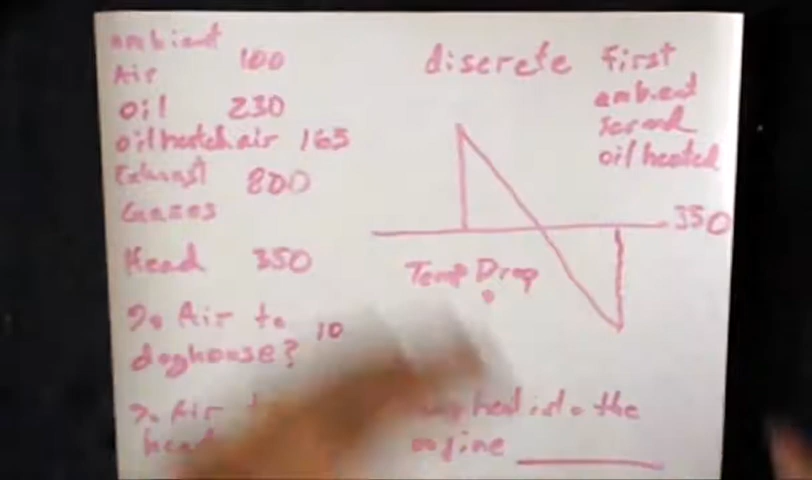 ambient
Air 100
oil 230
oil heated air 165
Exhaust 800
Gases
Head 350
% Air to
doghouse? 10
% Air
head
discrete
First
ambient
second
oil heated
350
Temp Drop
the
engine